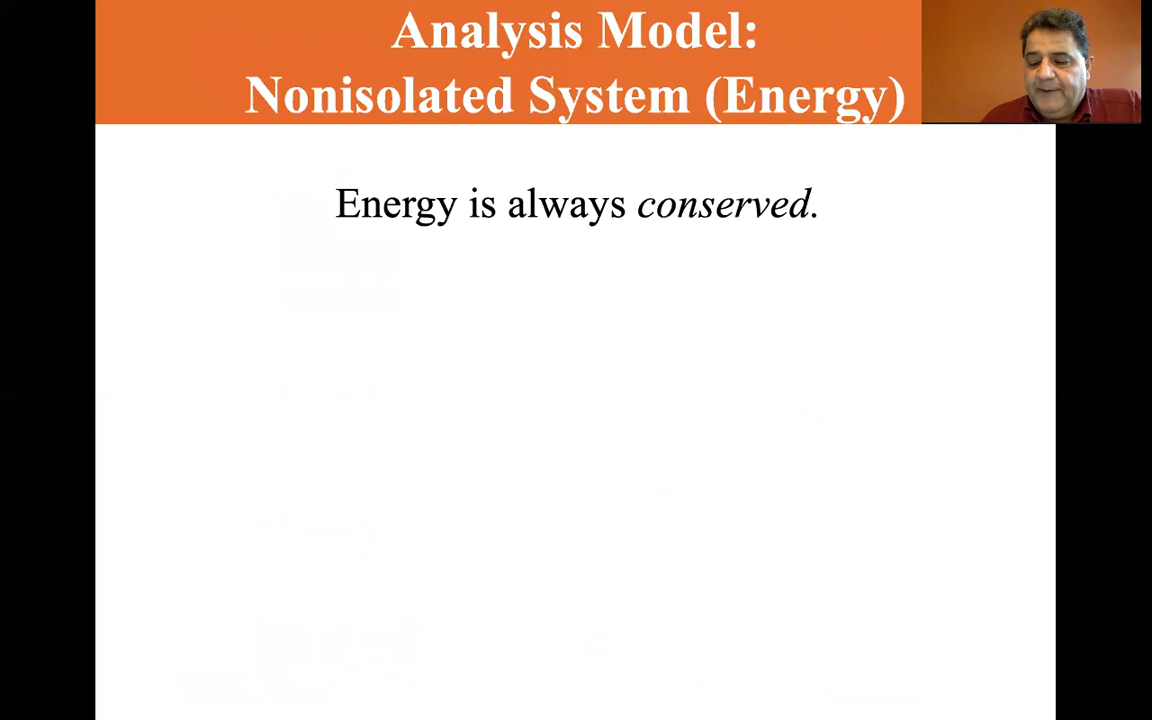 Analysis Model:
Nonisolated System (Energy)
Energy is always conserved.